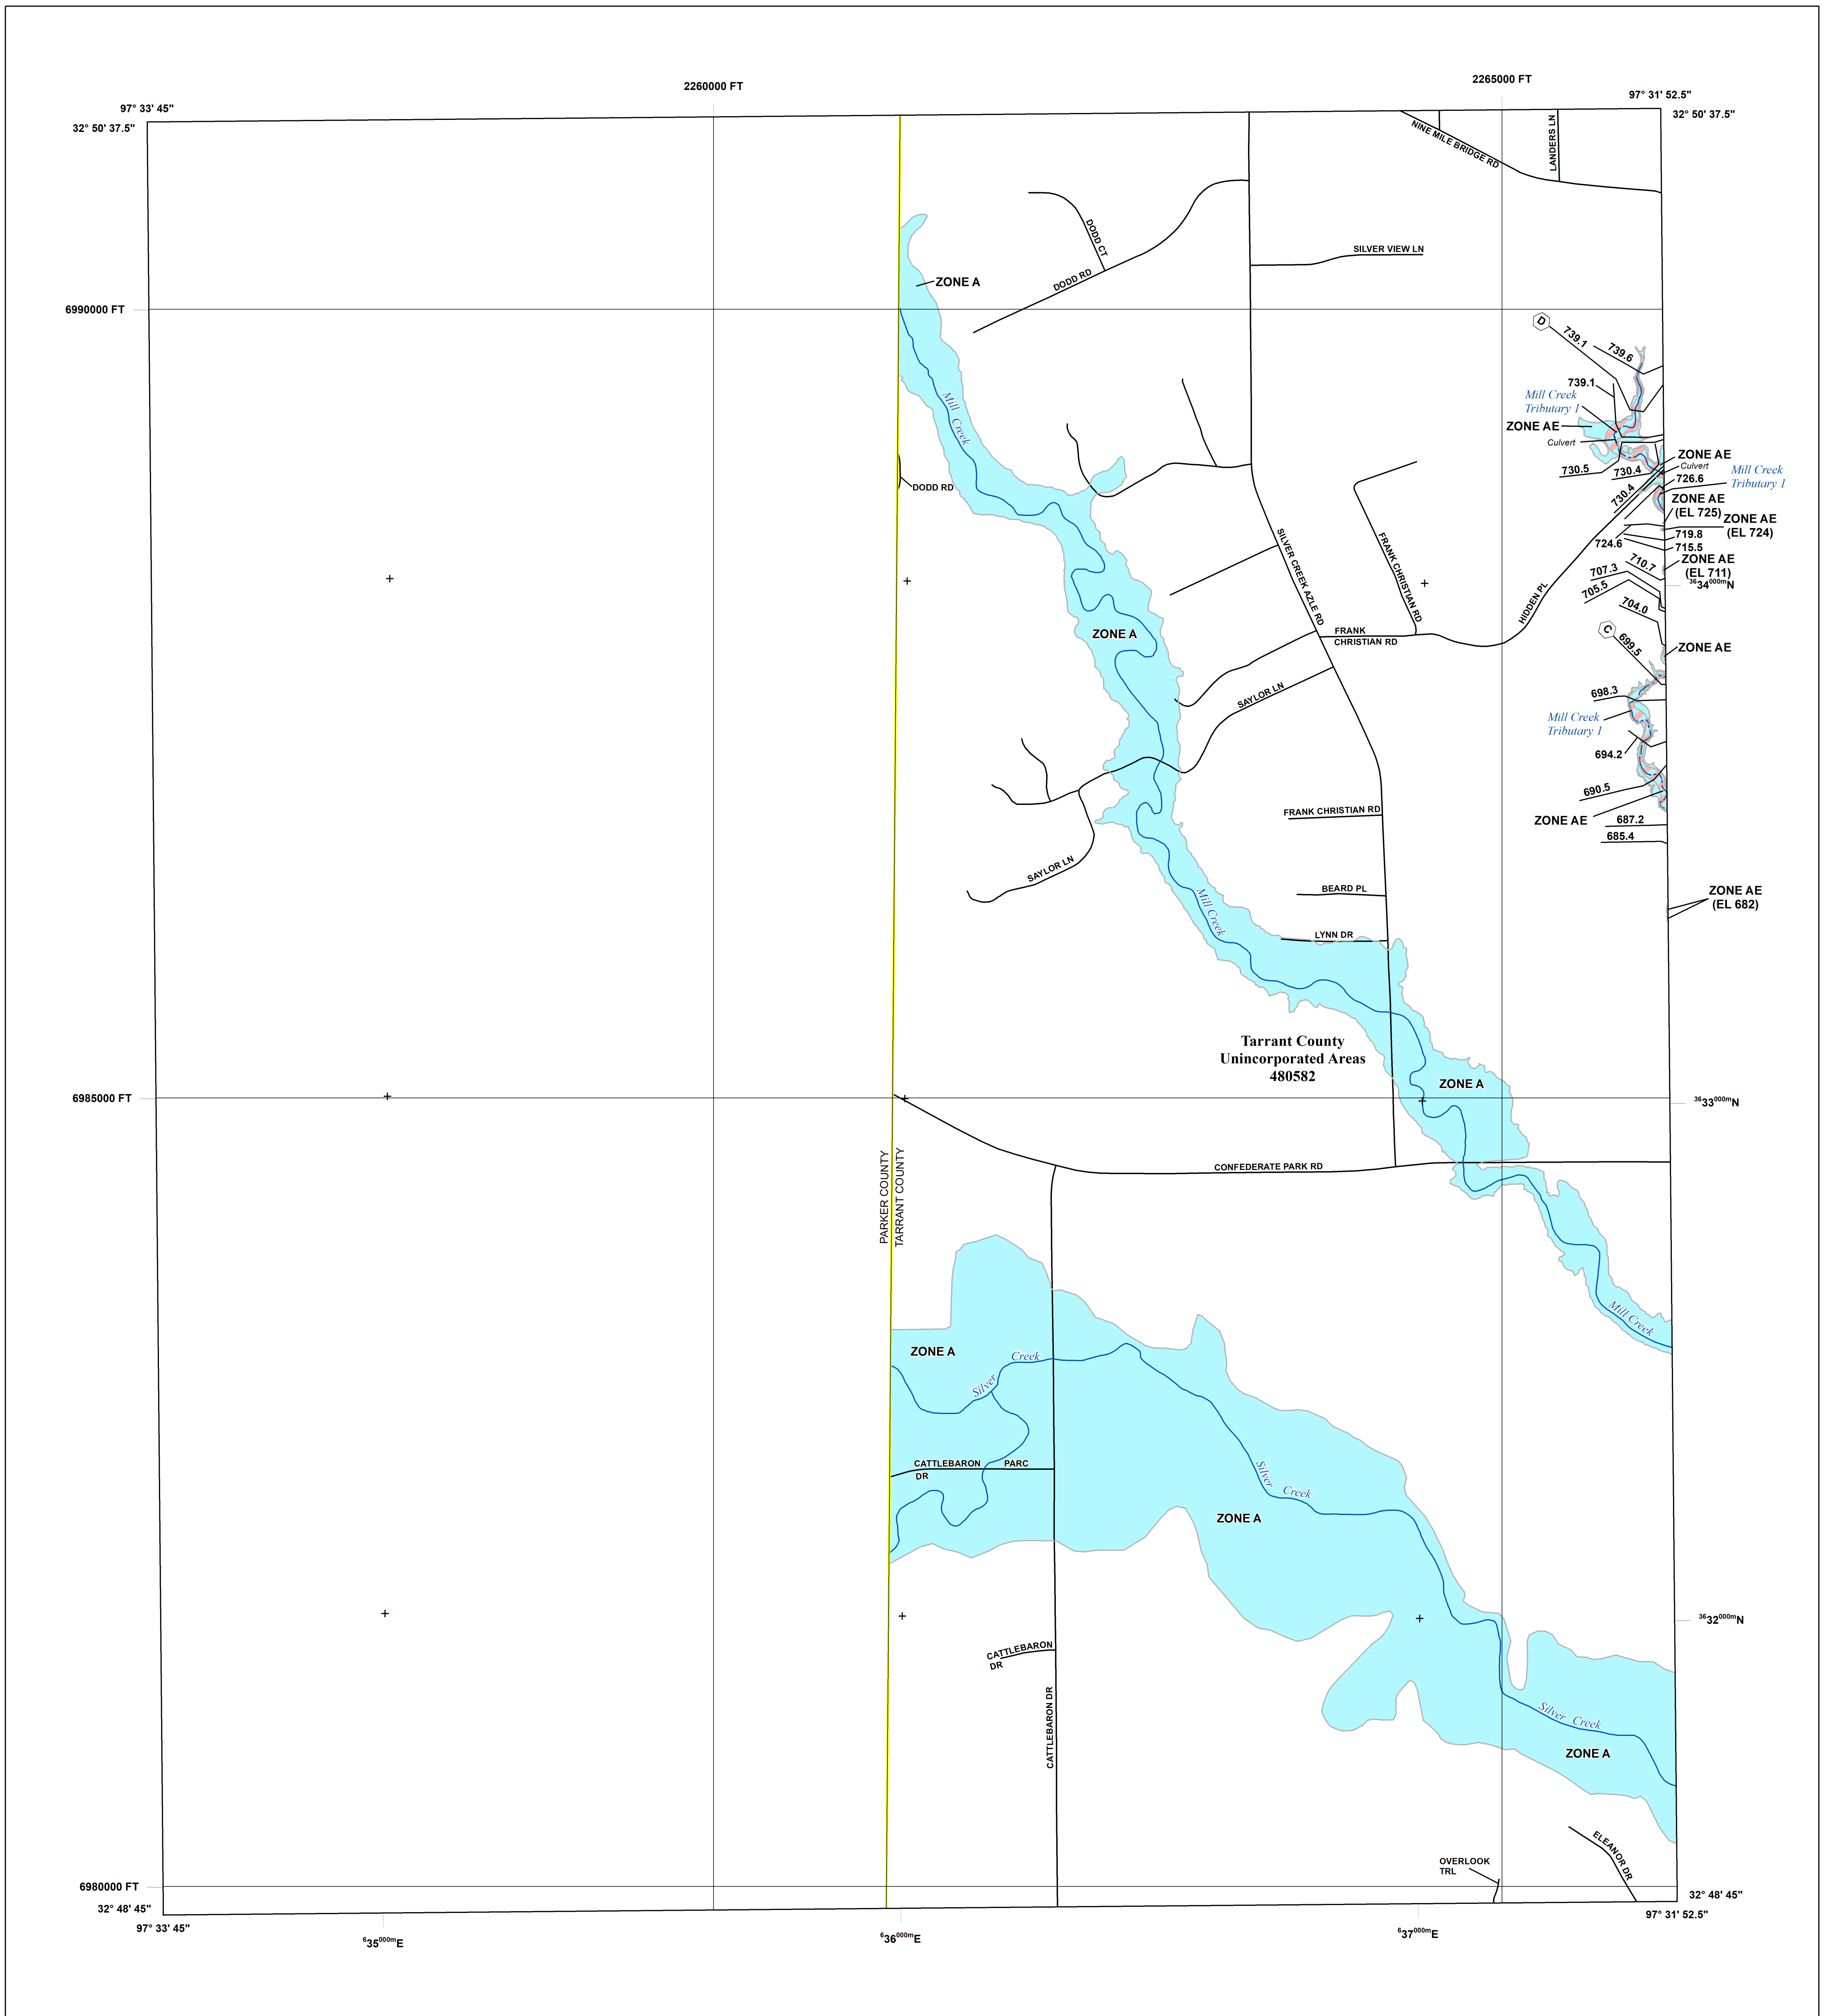 2260000 FT
2265000 FT
97° 33' 45"
97° 31' 52.5"
32° 50' 37.5"
32° 50' 37.5"
NINE MILE BRIDGE RD
LANDERS LN
DODD CT
DODD RD
SILVER VIEW LN
ZONE A
6990000 FT
D
739.1
739.6
739.1
Mill Creek
Tributary 1
ZONE AE
Culvert
730.5
730.4
ZONE AE
Culvert
Mill Creek
Tributary 1
726.6
730.4
ZONE AE
(EL 725)
ZONE AE
(EL 724)
719.8
724.6
715.5
ZONE AE
(EL 711)
710.7
707.3
705.5
704.0
3634000mN
Mill Creek
DODD RD
SILVER CREEK AZLE RD
FRANK CHRISTIAN RD
HIDDEN PL
ZONE A
FRANK
CHRISTIAN RD
C
699.5
ZONE AE
SAYLOR LN
698.3
Mill Creek
Tributary 1
694.2
690.5
FRANK CHRISTIAN RD
ZONE AE
687.2
685.4
SAYLOR LN
BEARD PL
ZONE AE
(EL 682)
Mill Creek
LYNN DR
Tarrant County
Unincorporated Areas
480582
ZONE A
6985000 FT
3633000mN
PARKER COUNTY
TARRANT COUNTY
CONFEDERATE PARK RD
Mill Creek
ZONE A
Silver Creek
CATTLEBARON PARC
DR
Silver Creek
ZONE A
3632000mN
CATTLEBARON
DR
CATTLEBARON DR
Silver Creek
ZONE A
ELEANOR DR
OVERLOOK
TRL
6980000 FT
32° 48' 45"
32° 48' 45"
97° 33' 45"
97° 31' 52.5"
635000mE
636000mE
637000mE